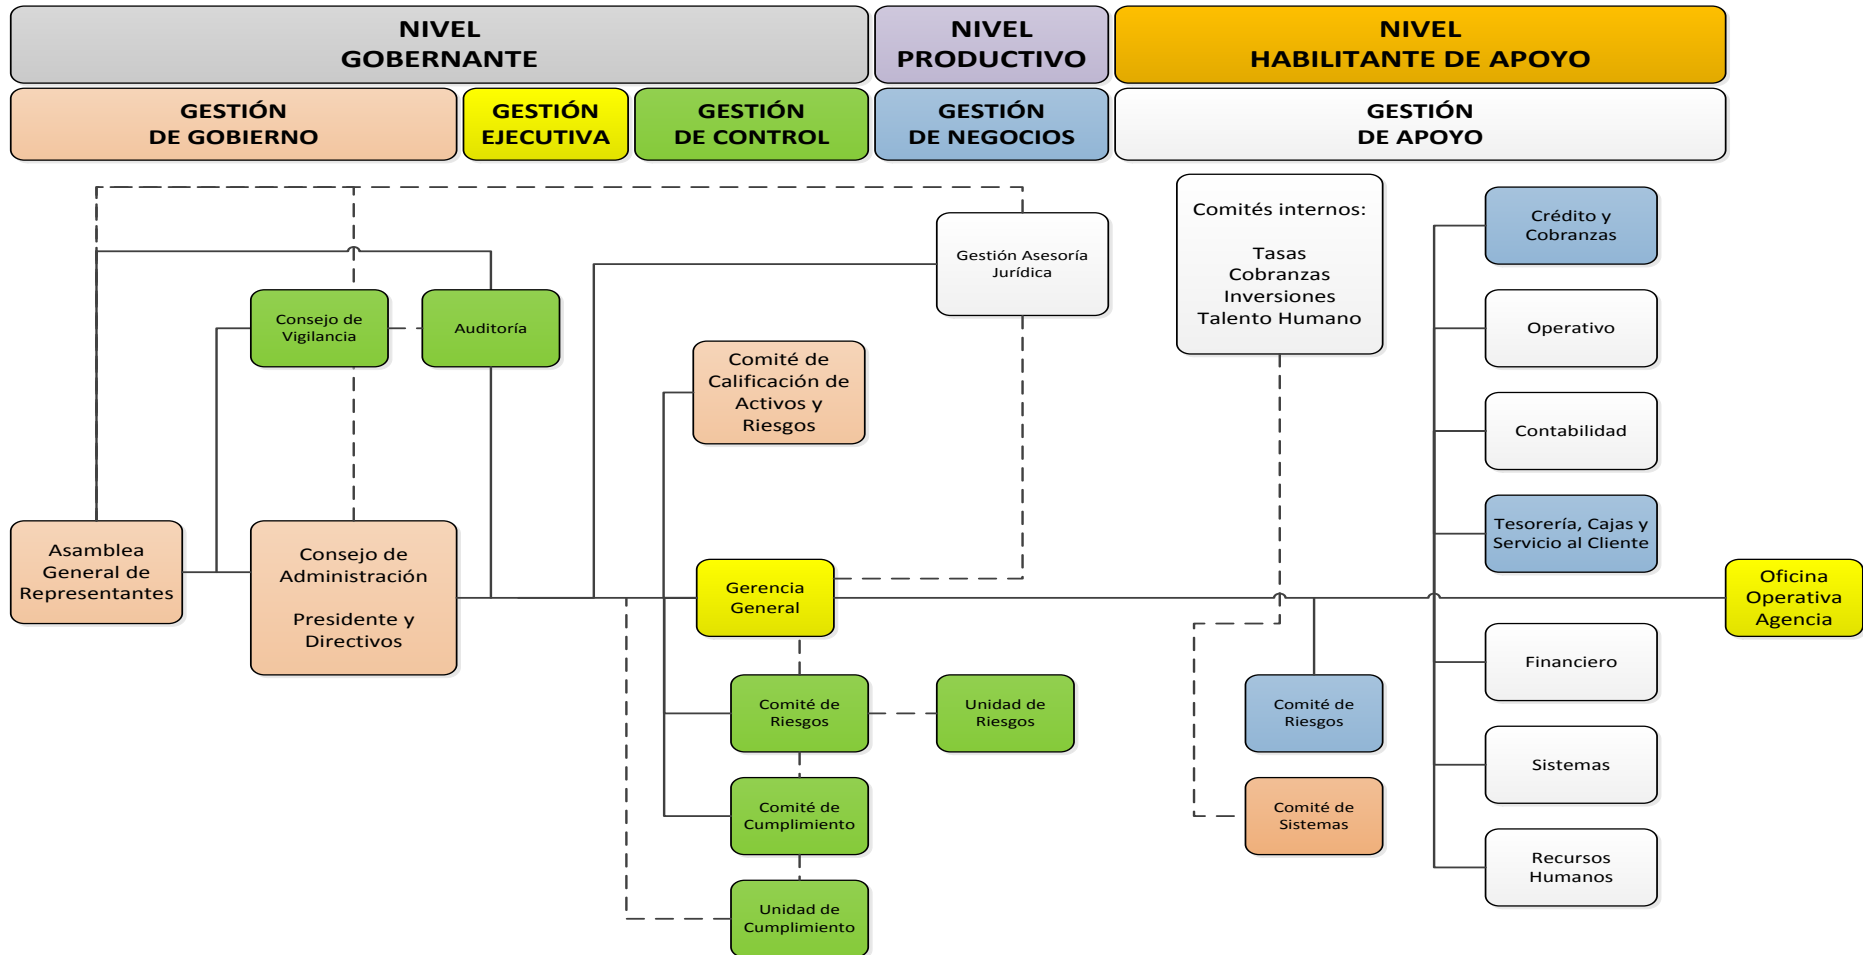 NIVEL
GOBERNANTE
NIVEL
PRODUCTIVO
NIVEL
HABILITANTE DE APOYO
GESTIÓN
DE GOBIERNO
GESTIÓN
EJECUTIVA
GESTIÓN
DE CONTROL
GESTIÓN
DE NEGOCIOS
GESTIÓN
DE APOYO
Comités internos:
Tasas
Cobranzas
Inversiones
Talento Humano
Crédito y
Cobranzas
Gestión Asesoría
Jurídica
Consejo de
Vigilancia
Auditoría
Operativo
Comité de
Calificación de
Activos y
Riesgos
Contabilidad
Asamblea
General de
Representantes
Consejo de
Administración
Presidente y
Directivos
Tesorería, Cajas y
Servicio al Cliente
Gerencia
General
Oficina
Operativa
Agencia
Financiero
Comité de
Riesgos
Unidad de
Riesgos
Comité de
Riesgos
Sistemas
Comité de
Cumplimiento
Comité de
Sistemas
Recursos
Humanos
Unidad de
Cumplimiento